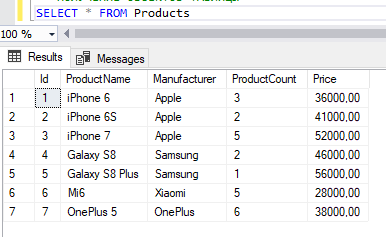 SELECT * FROM Products
100 %
Results Messages
Id ProductName Manufacturer ProductCount Price
1 1 iPhone 6 Apple 3 36000,00
2 2 iPhone 6S Apple 2 41000,00
3 3 iPhone 7 Apple 5 52000,00
4 4 Galaxy S8 Samsung 2 46000,00
5 5 Galaxy S8 Plus Samsung 1 56000,00
6 6 Mi6 Xiaomi 5 28000,00
7 7 OnePlus 5 OnePlus 6 38000,00